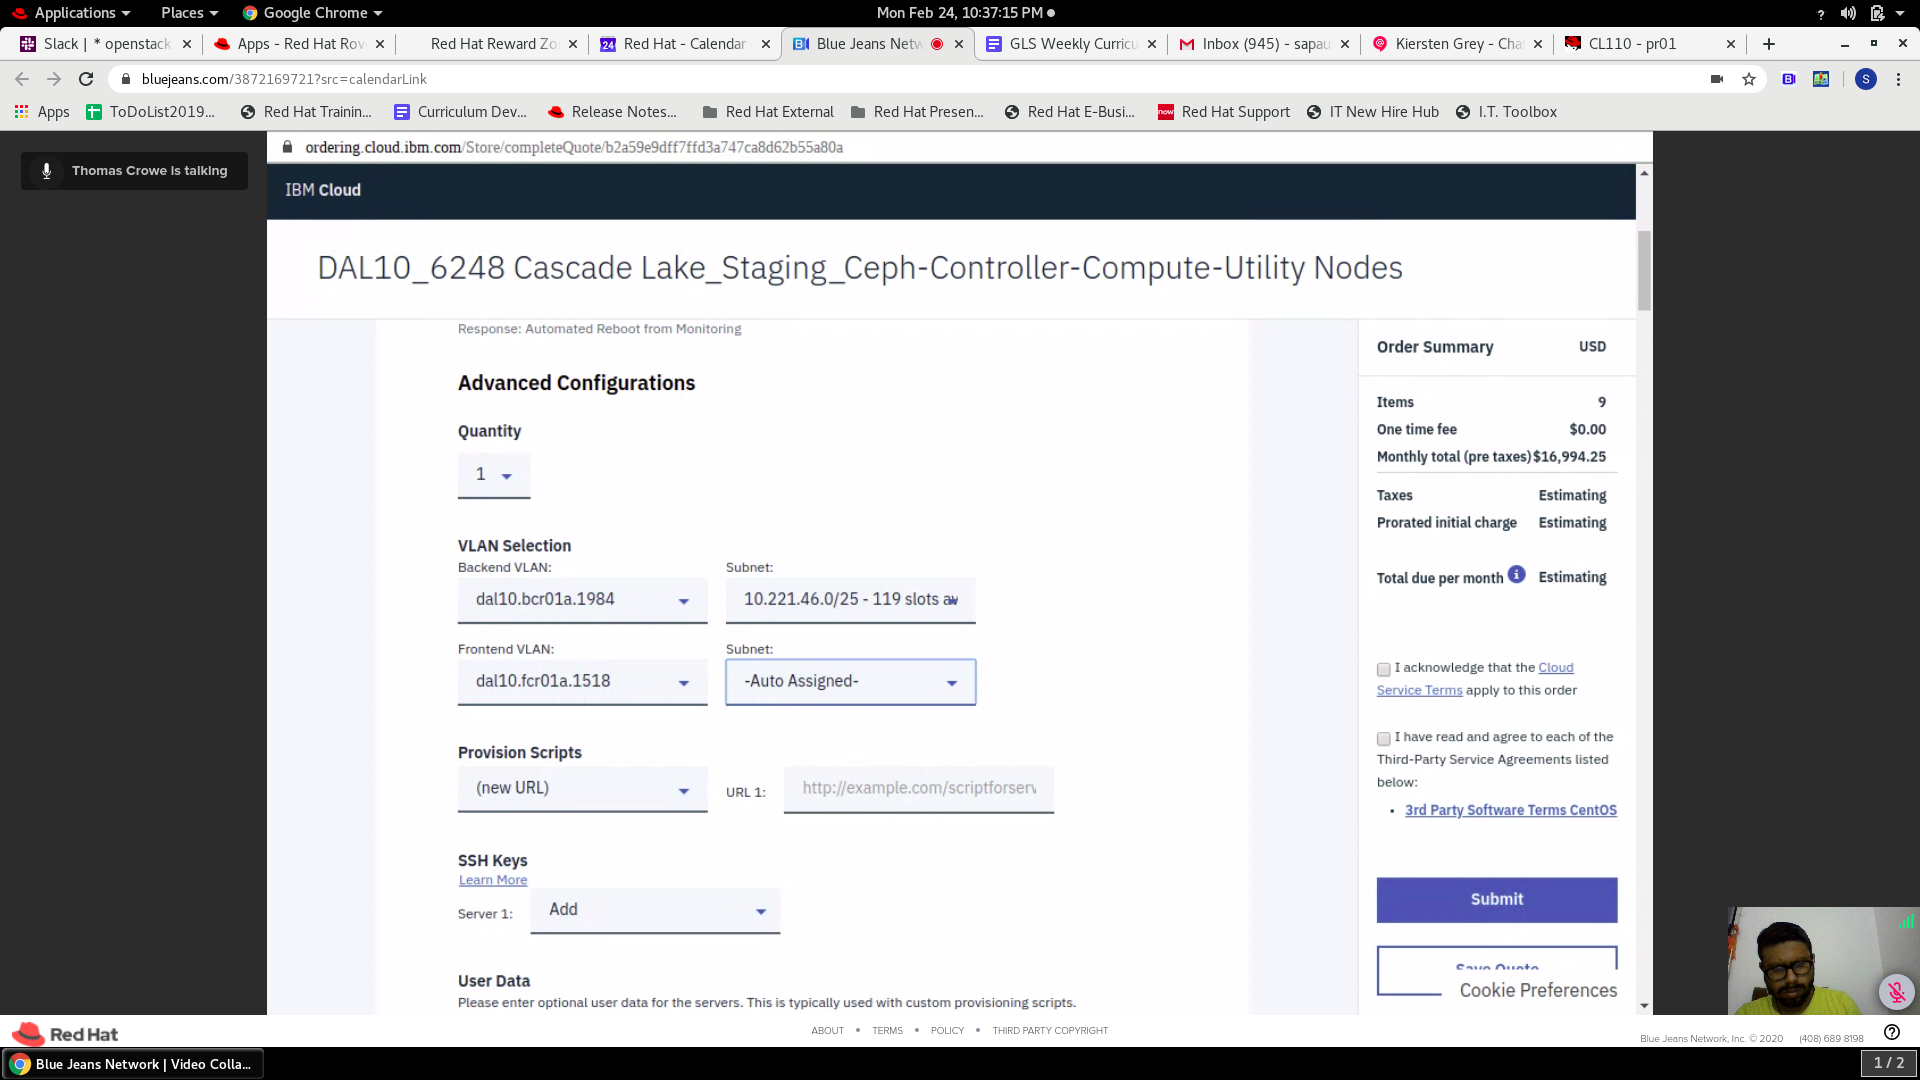 Applications
Places
Google Chrome
Mon Feb 24, 10:37:15 PM
Slack | * openstack
Apps - Red Hat Rov
Red Hat Reward Zo
Red Hat - Calendar
Blue Jeans Netw
GLS Weekly Curricu
Inbox (945) - sapau
Kiersten Grey - Cha
CL110 - pr01
bluejeans.com/3872169721?src=calendarLink
S
Apps
ToDoList2019...
Red Hat Trainin...
Curriculum Dev...
Release Notes...
Red Hat External
Red Hat Presen...
Red Hat E-Busi...
Red Hat Support
IT New Hire Hub
I.T. Toolbox
Thomas Crowe is talking
ordering.cloud.ibm.com/Store/completeQuote/b2a59e9dff7ffd3a747ca8d62b55a80a
IBM Cloud
DAL10_6248 Cascade Lake_Staging_Ceph-Controller-Compute-Utility Nodes
Response: Automated Reboot from Monitoring
Advanced Configurations
Quantity
1
VLAN Selection
Backend VLAN:
Subnet:
dal10.bcr01a.1984
10.221.46.0/25 - 119 slots av
Frontend VLAN:
Subnet:
dal10.fcr01a.1518
-Auto Assigned-
Provision Scripts
(new URL)
URL 1:
http://example.com/scriptforserv
SSH Keys
Learn More
Server 1:
Add
User Data
Please enter optional user data for the servers. This is typically used with custom provisioning scripts.
Order Summary
USD
Items 9
One time fee $0.00
Monthly total (pre taxes) $16,994.25
Taxes Estimating
Prorated initial charge Estimating
Total due per month Estimating
I acknowledge that the Cloud
Service Terms apply to this order
I have read and agree to each of the
Third-Party Service Agreements listed
below:
3rd Party Software Terms CentOS
Submit
Save Quote
Cookie Preferences
Red Hat
ABOUT • TERMS • POLICY • THIRD PARTY COPYRIGHT
Blue Jeans Network, Inc. © 2020
(408) 689 8198
Blue Jeans Network | Video Colla...
1 / 2